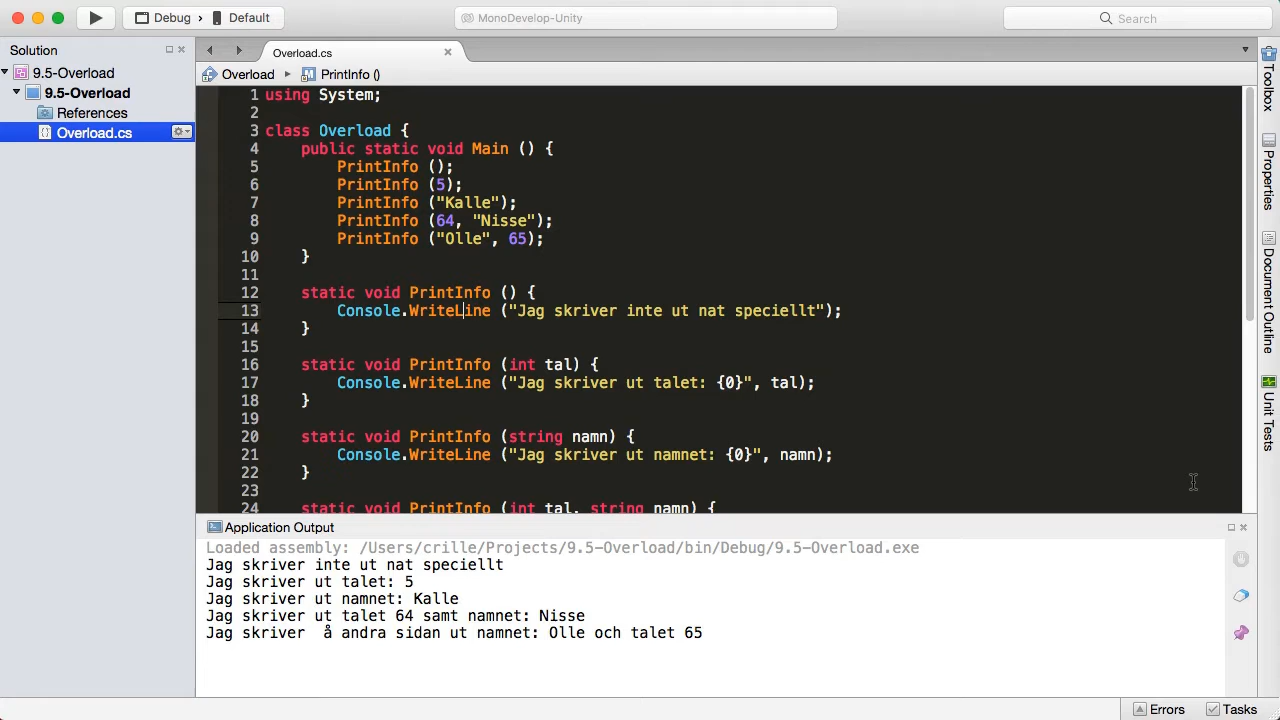 Debug > Default
MonoDevelop-Unity
Search
Solution
9.5-Overload
9.5-Overload
References
Overload.cs
Overload.cs
Overload ▸ PrintInfo ()
1 using System;
2
3 class Overload {
4 public static void Main () {
5 PrintInfo ();
6 PrintInfo (5);
7 PrintInfo ("Kalle");
8 PrintInfo (64, "Nisse");
9 PrintInfo ("Olle", 65);
10 }
11
12 static void PrintInfo () {
13 Console.WriteLine ("Jag skriver inte ut nat speciellt");
14 }
15
16 static void PrintInfo (int tal) {
17 Console.WriteLine ("Jag skriver ut talet: {0}", tal);
18 }
19
20 static void PrintInfo (string namn) {
21 Console.WriteLine ("Jag skriver ut namnet: {0}", namn);
22 }
23
24 static void PrintInfo (int tal, string namn) {
Toolbox
Properties
Document Outline
Unit Tests
Application Output
Loaded assembly: /Users/crille/Projects/9.5-Overload/bin/Debug/9.5-Overload.exe
Jag skriver inte ut nat speciellt
Jag skriver ut talet: 5
Jag skriver ut namnet: Kalle
Jag skriver ut talet 64 samt namnet: Nisse
Jag skriver  å andra sidan ut namnet: Olle och talet 65
Errors
Tasks